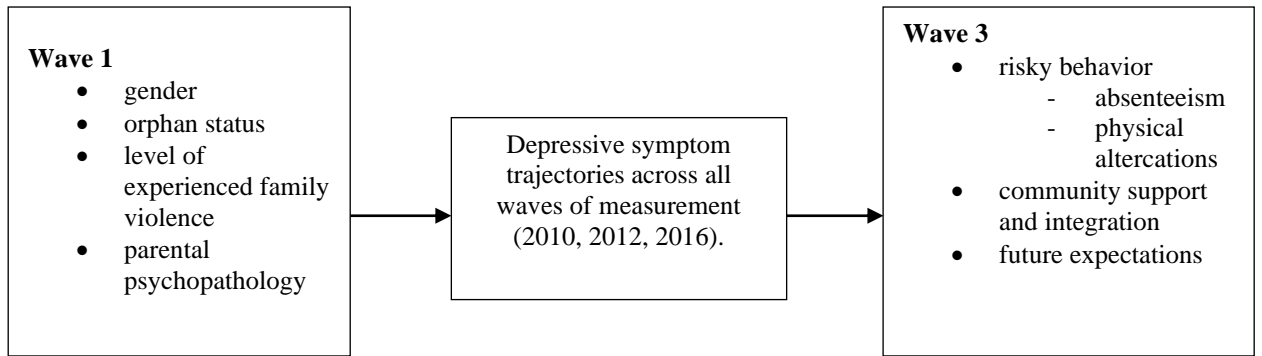 Wave 1
• gender
• orphan status
• level of
experienced family
violence
• parental
psychopathology
Depressive symptom
trajectories across all
waves of measurement
(2010, 2012, 2016).
Wave 3
• risky behavior
- absenteeism
- physical
altercations
• community support
and integration
• future expectations